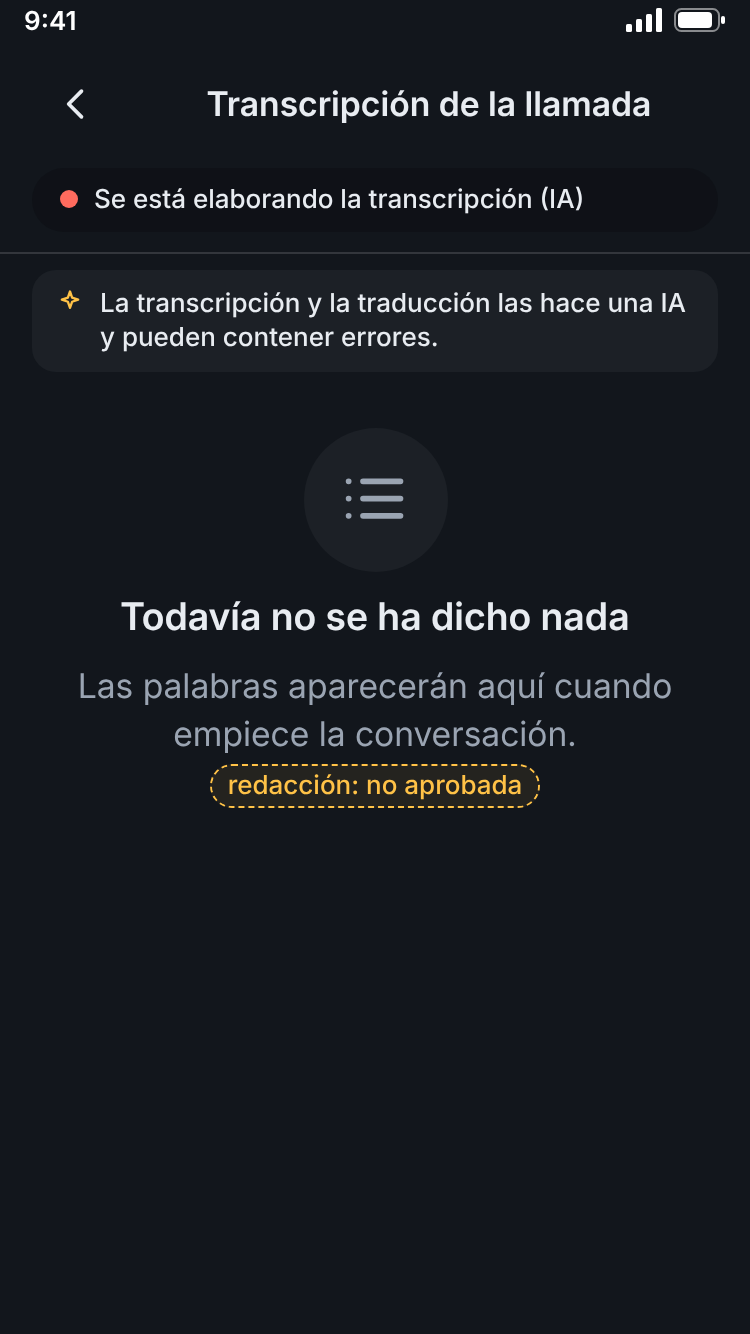 9:41
Transcripción de la llamada
Se está elaborando la transcripción (IA)
La transcripción y la traducción las hace una IA
y pueden contener errores.
Todavía no se ha dicho nada
Las palabras aparecerán aquí cuando
empiece la conversación.
redacción: no aprobada